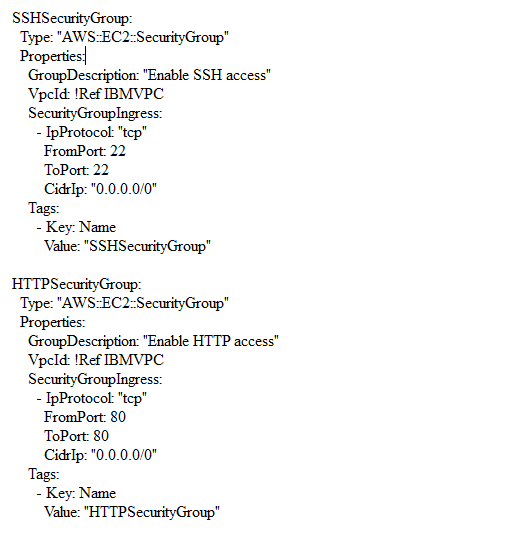 SSHSecurityGroup:
  Type: "AWS::EC2::SecurityGroup"
  Properties:
    GroupDescription: "Enable SSH access"
    VpcId: !Ref IBMVPC
    SecurityGroupIngress:
      - IpProtocol: "tcp"
        FromPort: 22
        ToPort: 22
        CidrIp: "0.0.0.0/0"
    Tags:
      - Key: Name
        Value: "SSHSecurityGroup"

HTTPSecurityGroup:
  Type: "AWS::EC2::SecurityGroup"
  Properties:
    GroupDescription: "Enable HTTP access"
    VpcId: !Ref IBMVPC
    SecurityGroupIngress:
      - IpProtocol: "tcp"
        FromPort: 80
        ToPort: 80
        CidrIp: "0.0.0.0/0"
    Tags:
      - Key: Name
        Value: "HTTPSecurityGroup"